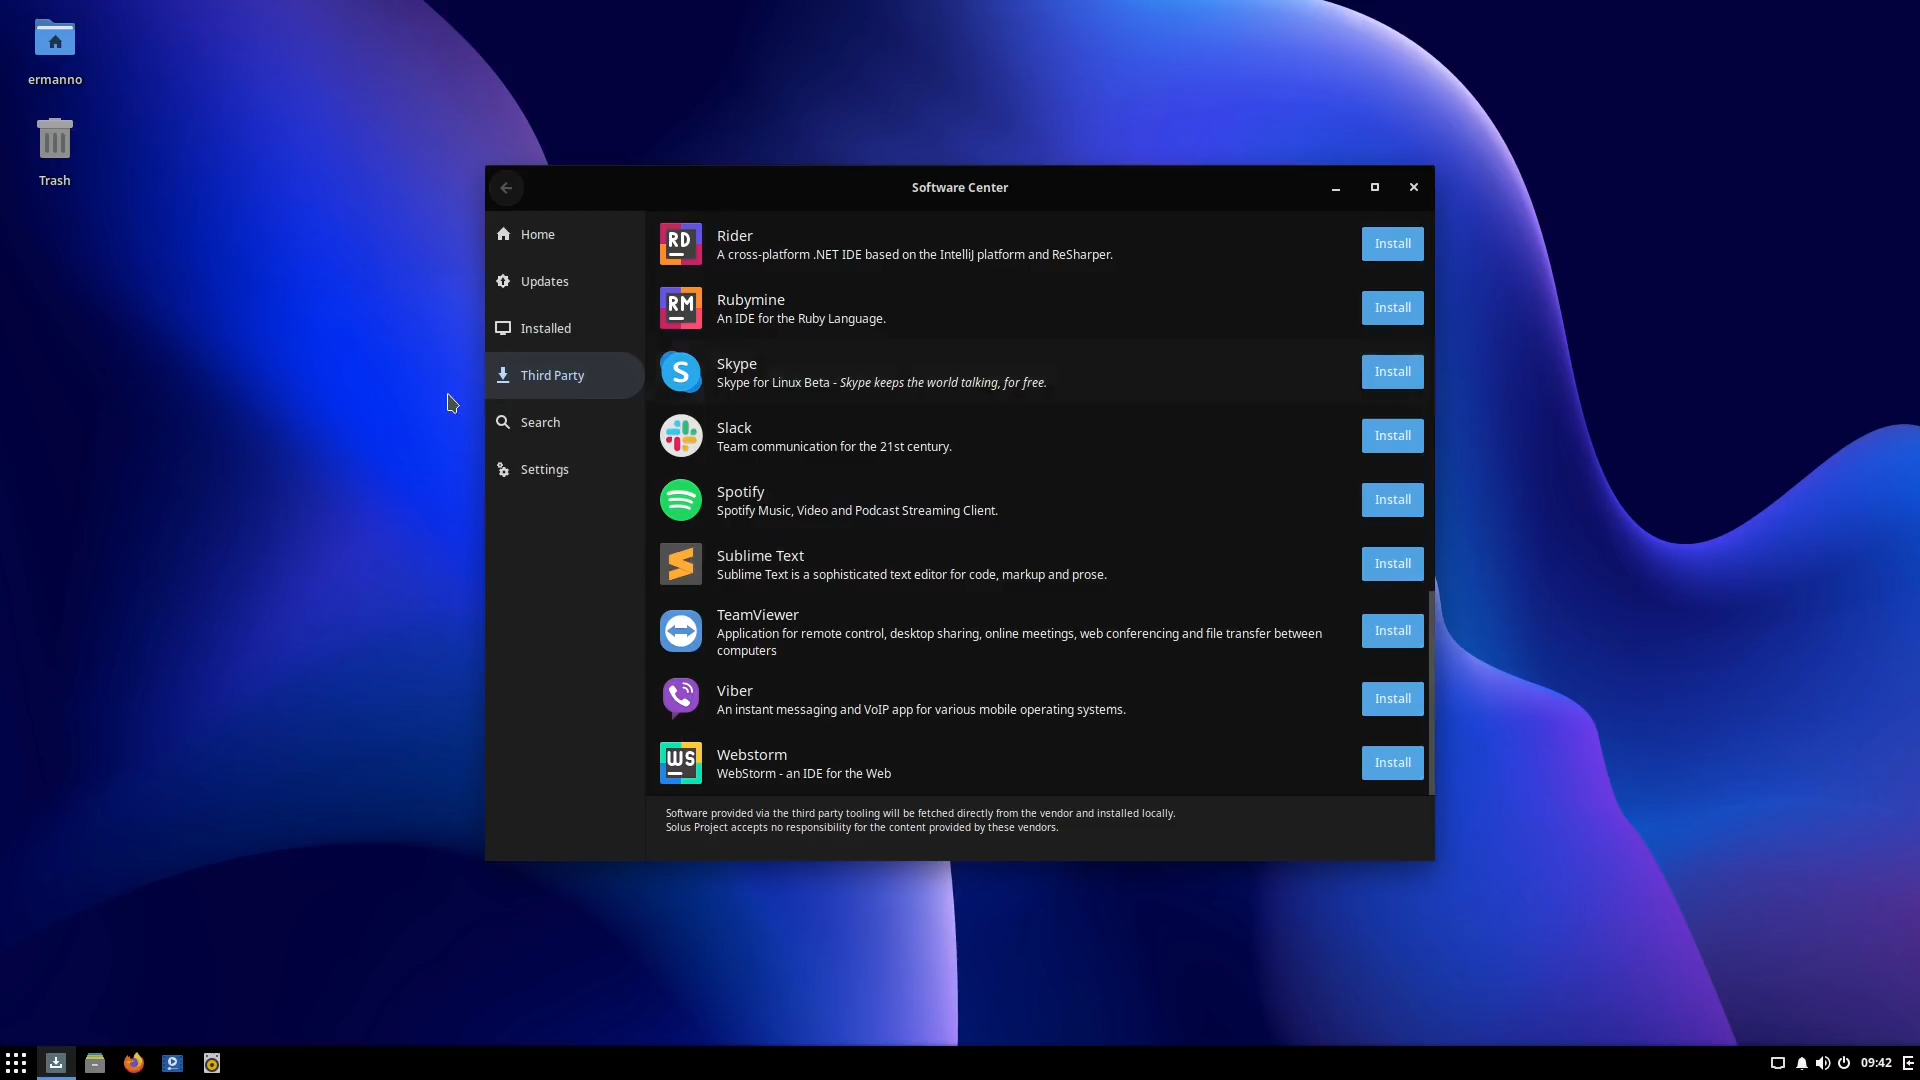 ermanno
Trash
Software Center
Home
Updates
Installed
Third Party
Search
Settings
RD
Rider
A cross-platform .NET IDE based on the IntelliJ platform and ReSharper.
Install
RM
Rubymine
An IDE for the Ruby Language.
Install
S
Skype
Skype for Linux Beta - Skype keeps the world talking, for free.
Install
Slack
Team communication for the 21st century.
Install
Spotify
Spotify Music, Video and Podcast Streaming Client.
Install
Sublime Text
Sublime Text is a sophisticated text editor for code, markup and prose.
Install
TeamViewer
Application for remote control, desktop sharing, online meetings, web conferencing and file transfer between
computers
Install
Viber
An instant messaging and VoIP app for various mobile operating systems.
Install
WS
Webstorm
WebStorm - an IDE for the Web
Install
Software provided via the third party tooling will be fetched directly from the vendor and installed locally.
Solus Project accepts no responsibility for the content provided by these vendors.
09:42